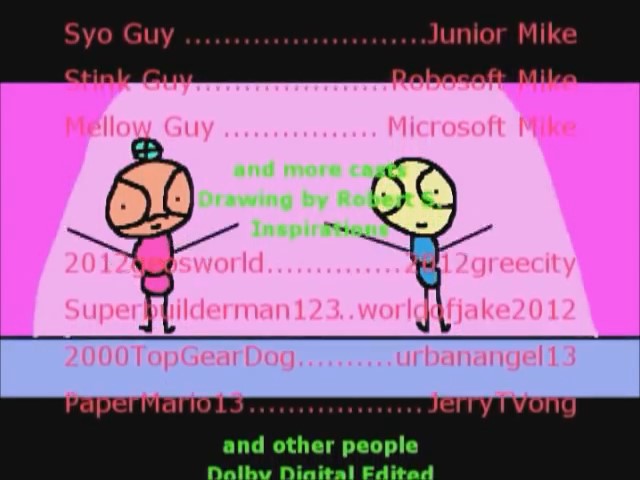 Syo Guy .........................Junior Mike
Stink Guy....................Robosoft Mike
Mellow Guy ................ Microsoft Mike
and more casts
Drawing by Robert S.
Inspirations
2012geosworld..............2012greecity
Superbuilderman123..worldofjake2012
2000TopGearDog..........urbanangel13
PaperMario13..................JerryTVong
and other people
Dolby Digital Edited